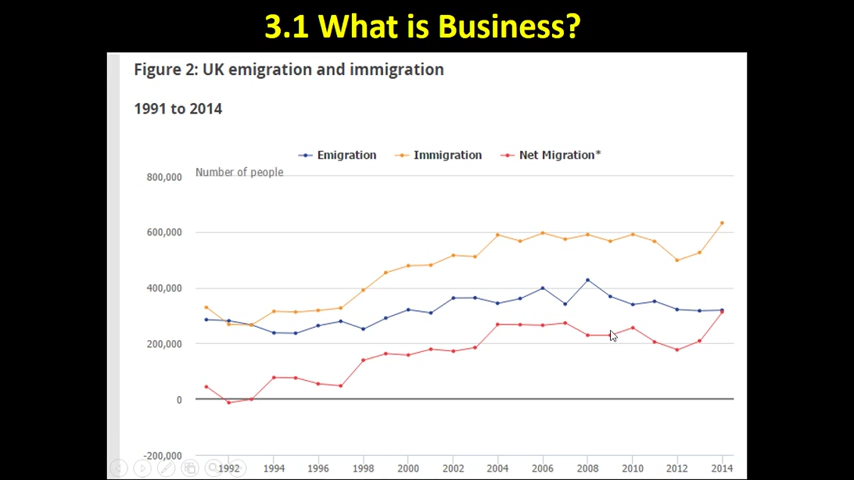 3.1 What is Business?
Figure 2: UK emigration and immigration
1991 to 2014
Emigration Immigration Net Migration*
Number of people
800,000
600,000
400,000
200,000
0
-200,000
1992 1994 1996 1998 2000 2002 2004 2006 2008 2010 2012 2014